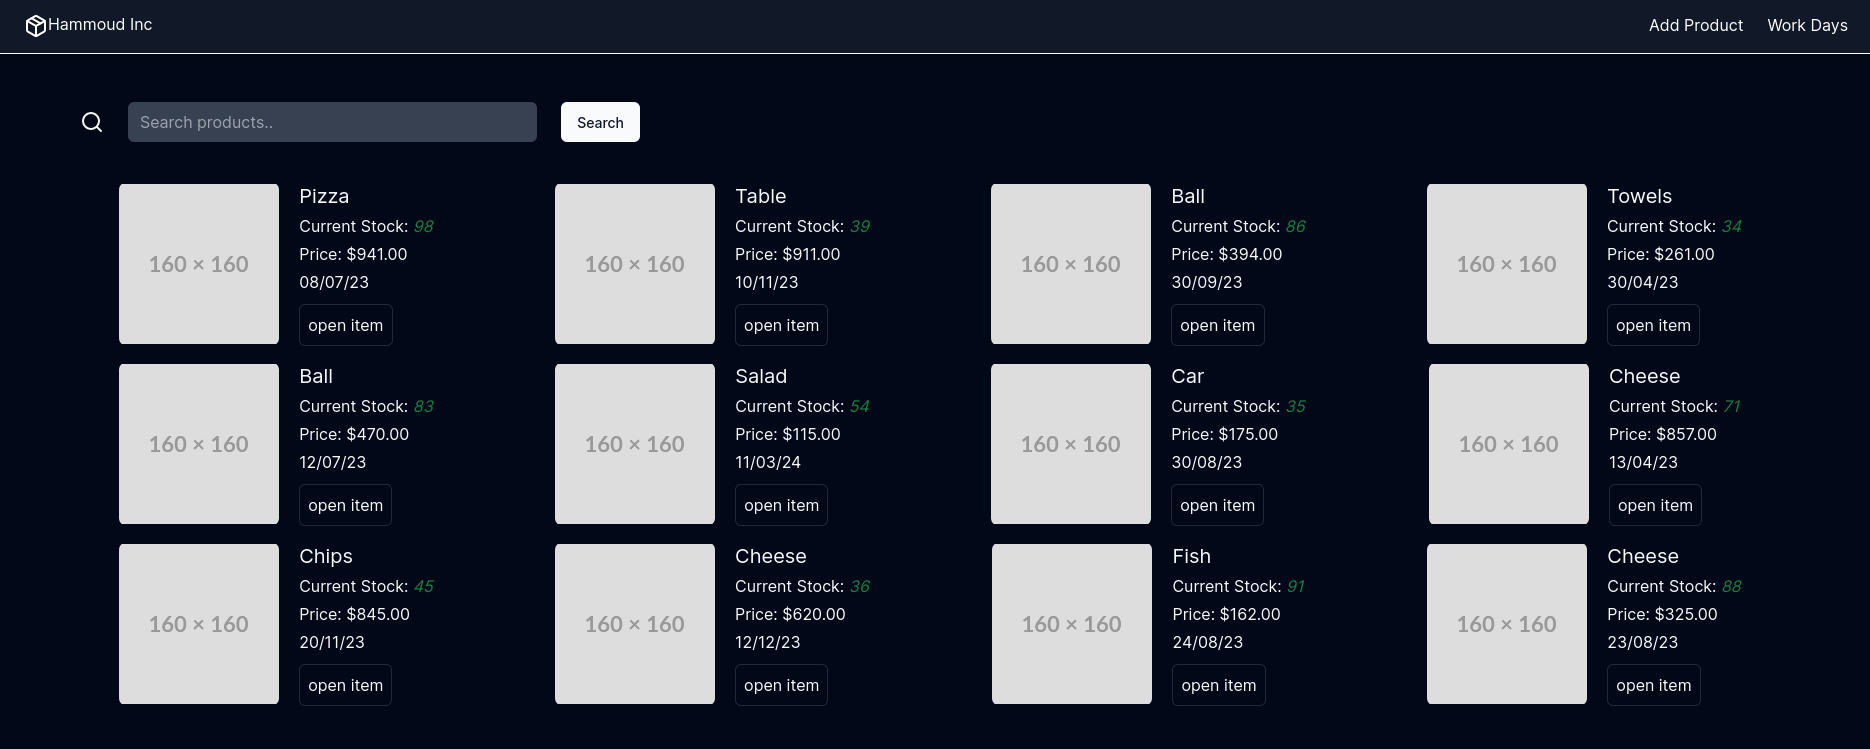 Hammoud Inc
Add Product
Work Days
Search products..
Search
160 × 160
Pizza
Current Stock: 98
Price: $941.00
08/07/23
open item
160 × 160
Table
Current Stock: 39
Price: $911.00
10/11/23
open item
160 × 160
Ball
Current Stock: 86
Price: $394.00
30/09/23
open item
160 × 160
Towels
Current Stock: 34
Price: $261.00
30/04/23
open item
160 × 160
Ball
Current Stock: 83
Price: $470.00
12/07/23
open item
160 × 160
Salad
Current Stock: 54
Price: $115.00
11/03/24
open item
160 × 160
Car
Current Stock: 35
Price: $175.00
30/08/23
open item
160 × 160
Cheese
Current Stock: 71
Price: $857.00
13/04/23
open item
160 × 160
Chips
Current Stock: 45
Price: $845.00
20/11/23
open item
160 × 160
Cheese
Current Stock: 36
Price: $620.00
12/12/23
open item
160 × 160
Fish
Current Stock: 91
Price: $162.00
24/08/23
open item
160 × 160
Cheese
Current Stock: 88
Price: $325.00
23/08/23
open item